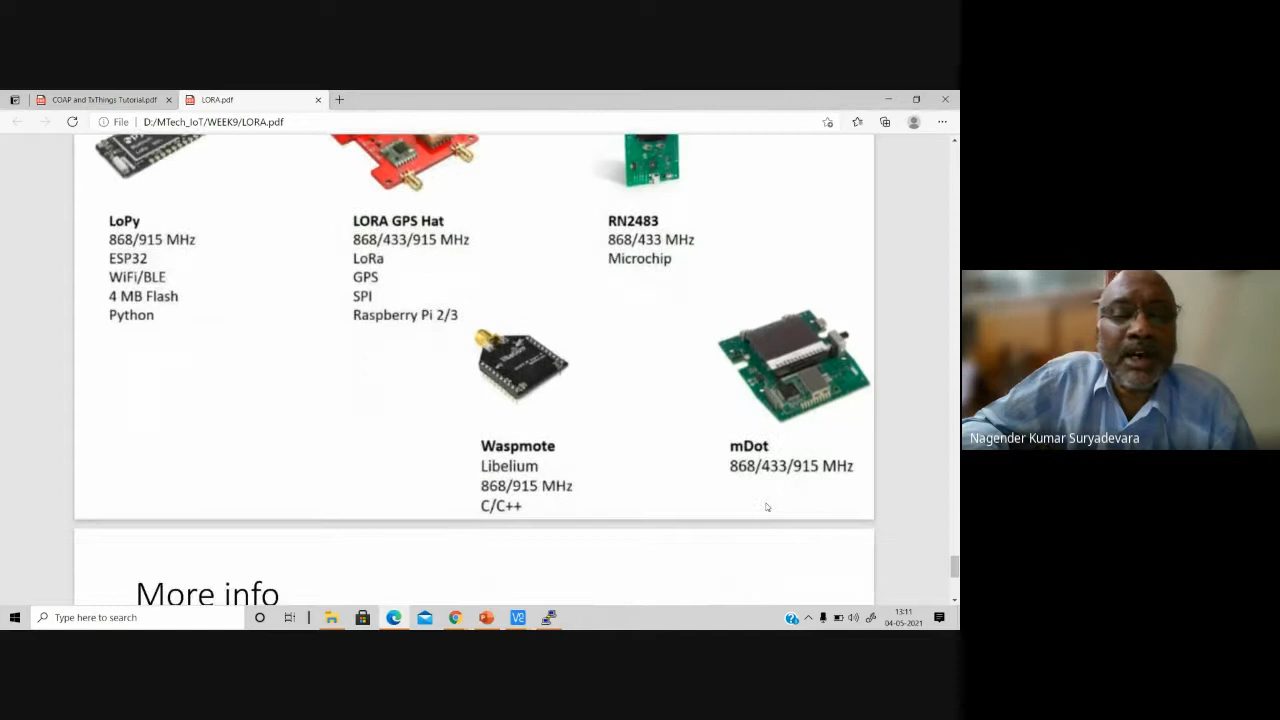 COAP and TxThings Tutorial.pdf
LORA.pdf
File
D:/MTech_IoT/WEEK9/LORA.pdf
LoPy
868/915 MHz
ESP32
WiFi/BLE
4 MB Flash
Python
LORA GPS Hat
868/433/915 MHz
LoRa
GPS
SPI
Raspberry Pi 2/3
RN2483
868/433 MHz
Microchip
Waspmote
Libelium
868/915 MHz
C/C++
mDot
868/433/915 MHz
More info
Type here to search
13:11
04-05-2021
Nagender Kumar Suryadevara